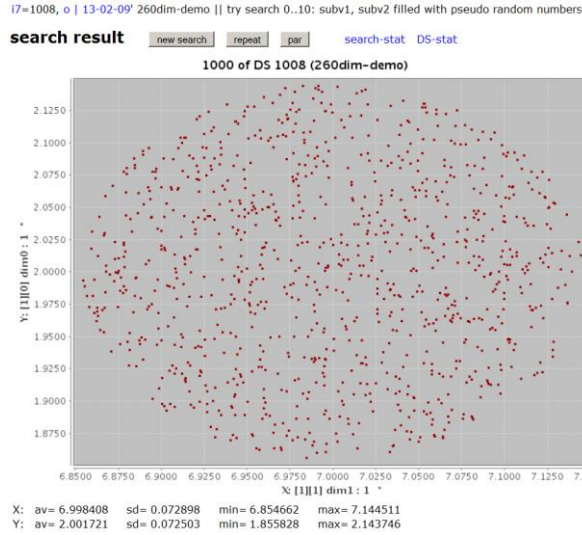 i7=1008, o | 13-02-09' 260dim-demo || try search 0..10: subv1, subv2 filled with pseudo random numbers
search result new search repeat par search-stat DS-stat
1000 of DS 1008 (260dim-demo)
2.1250
2.1000
2.0750
2.0500
2.0250
2.0000
1.9750
1.9500
1.9250
1.9000
1.8750
Y: [1][0] dim0 : 1 *
6.8500 6.8750 6.9000 6.9250 6.9500 6.9750 7.0000 7.0250 7.0500 7.0750 7.1000 7.1250 7.
X: [1][1] dim1 : 1 *
X: av= 6.998408 sd= 0.072898 min= 6.854662 max= 7.144511
Y: av= 2.001721 sd= 0.072503 min= 1.855828 max= 2.143746